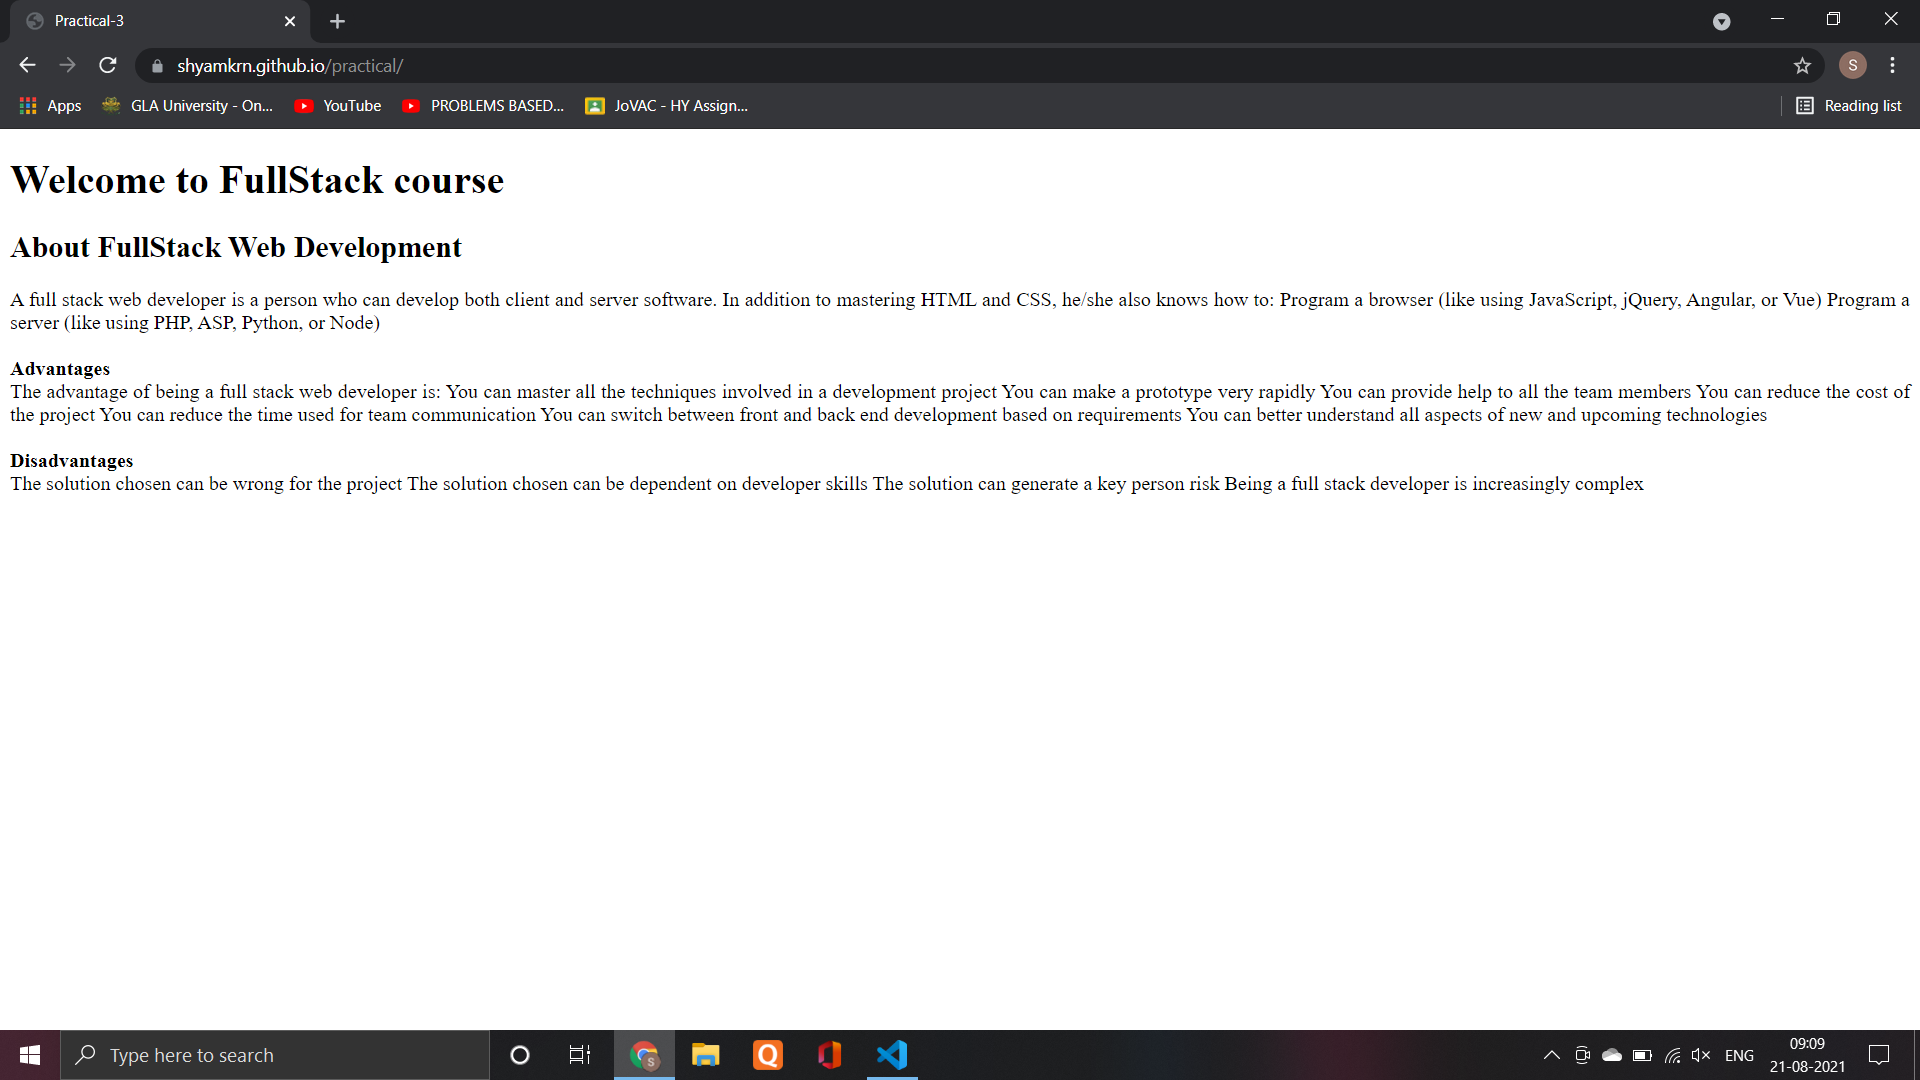 Practical-3
shyamkrn.github.io/practical/
S
Apps
GLA University - On...
YouTube
PROBLEMS BASED...
JoVAC - HY Assign...
Reading list
Welcome to FullStack course
About FullStack Web Development
A full stack web developer is a person who can develop both client and server software. In addition to mastering HTML and CSS, he/she also knows how to: Program a browser (like using JavaScript, jQuery, Angular, or Vue) Program a
server (like using PHP, ASP, Python, or Node)
Advantages
The advantage of being a full stack web developer is: You can master all the techniques involved in a development project You can make a prototype very rapidly You can provide help to all the team members You can reduce the cost of
the project You can reduce the time used for team communication You can switch between front and back end development based on requirements You can better understand all aspects of new and upcoming technologies
Disadvantages
The solution chosen can be wrong for the project The solution chosen can be dependent on developer skills The solution can generate a key person risk Being a full stack developer is increasingly complex
Type here to search
S
Q
ENG
09:09
21-08-2021